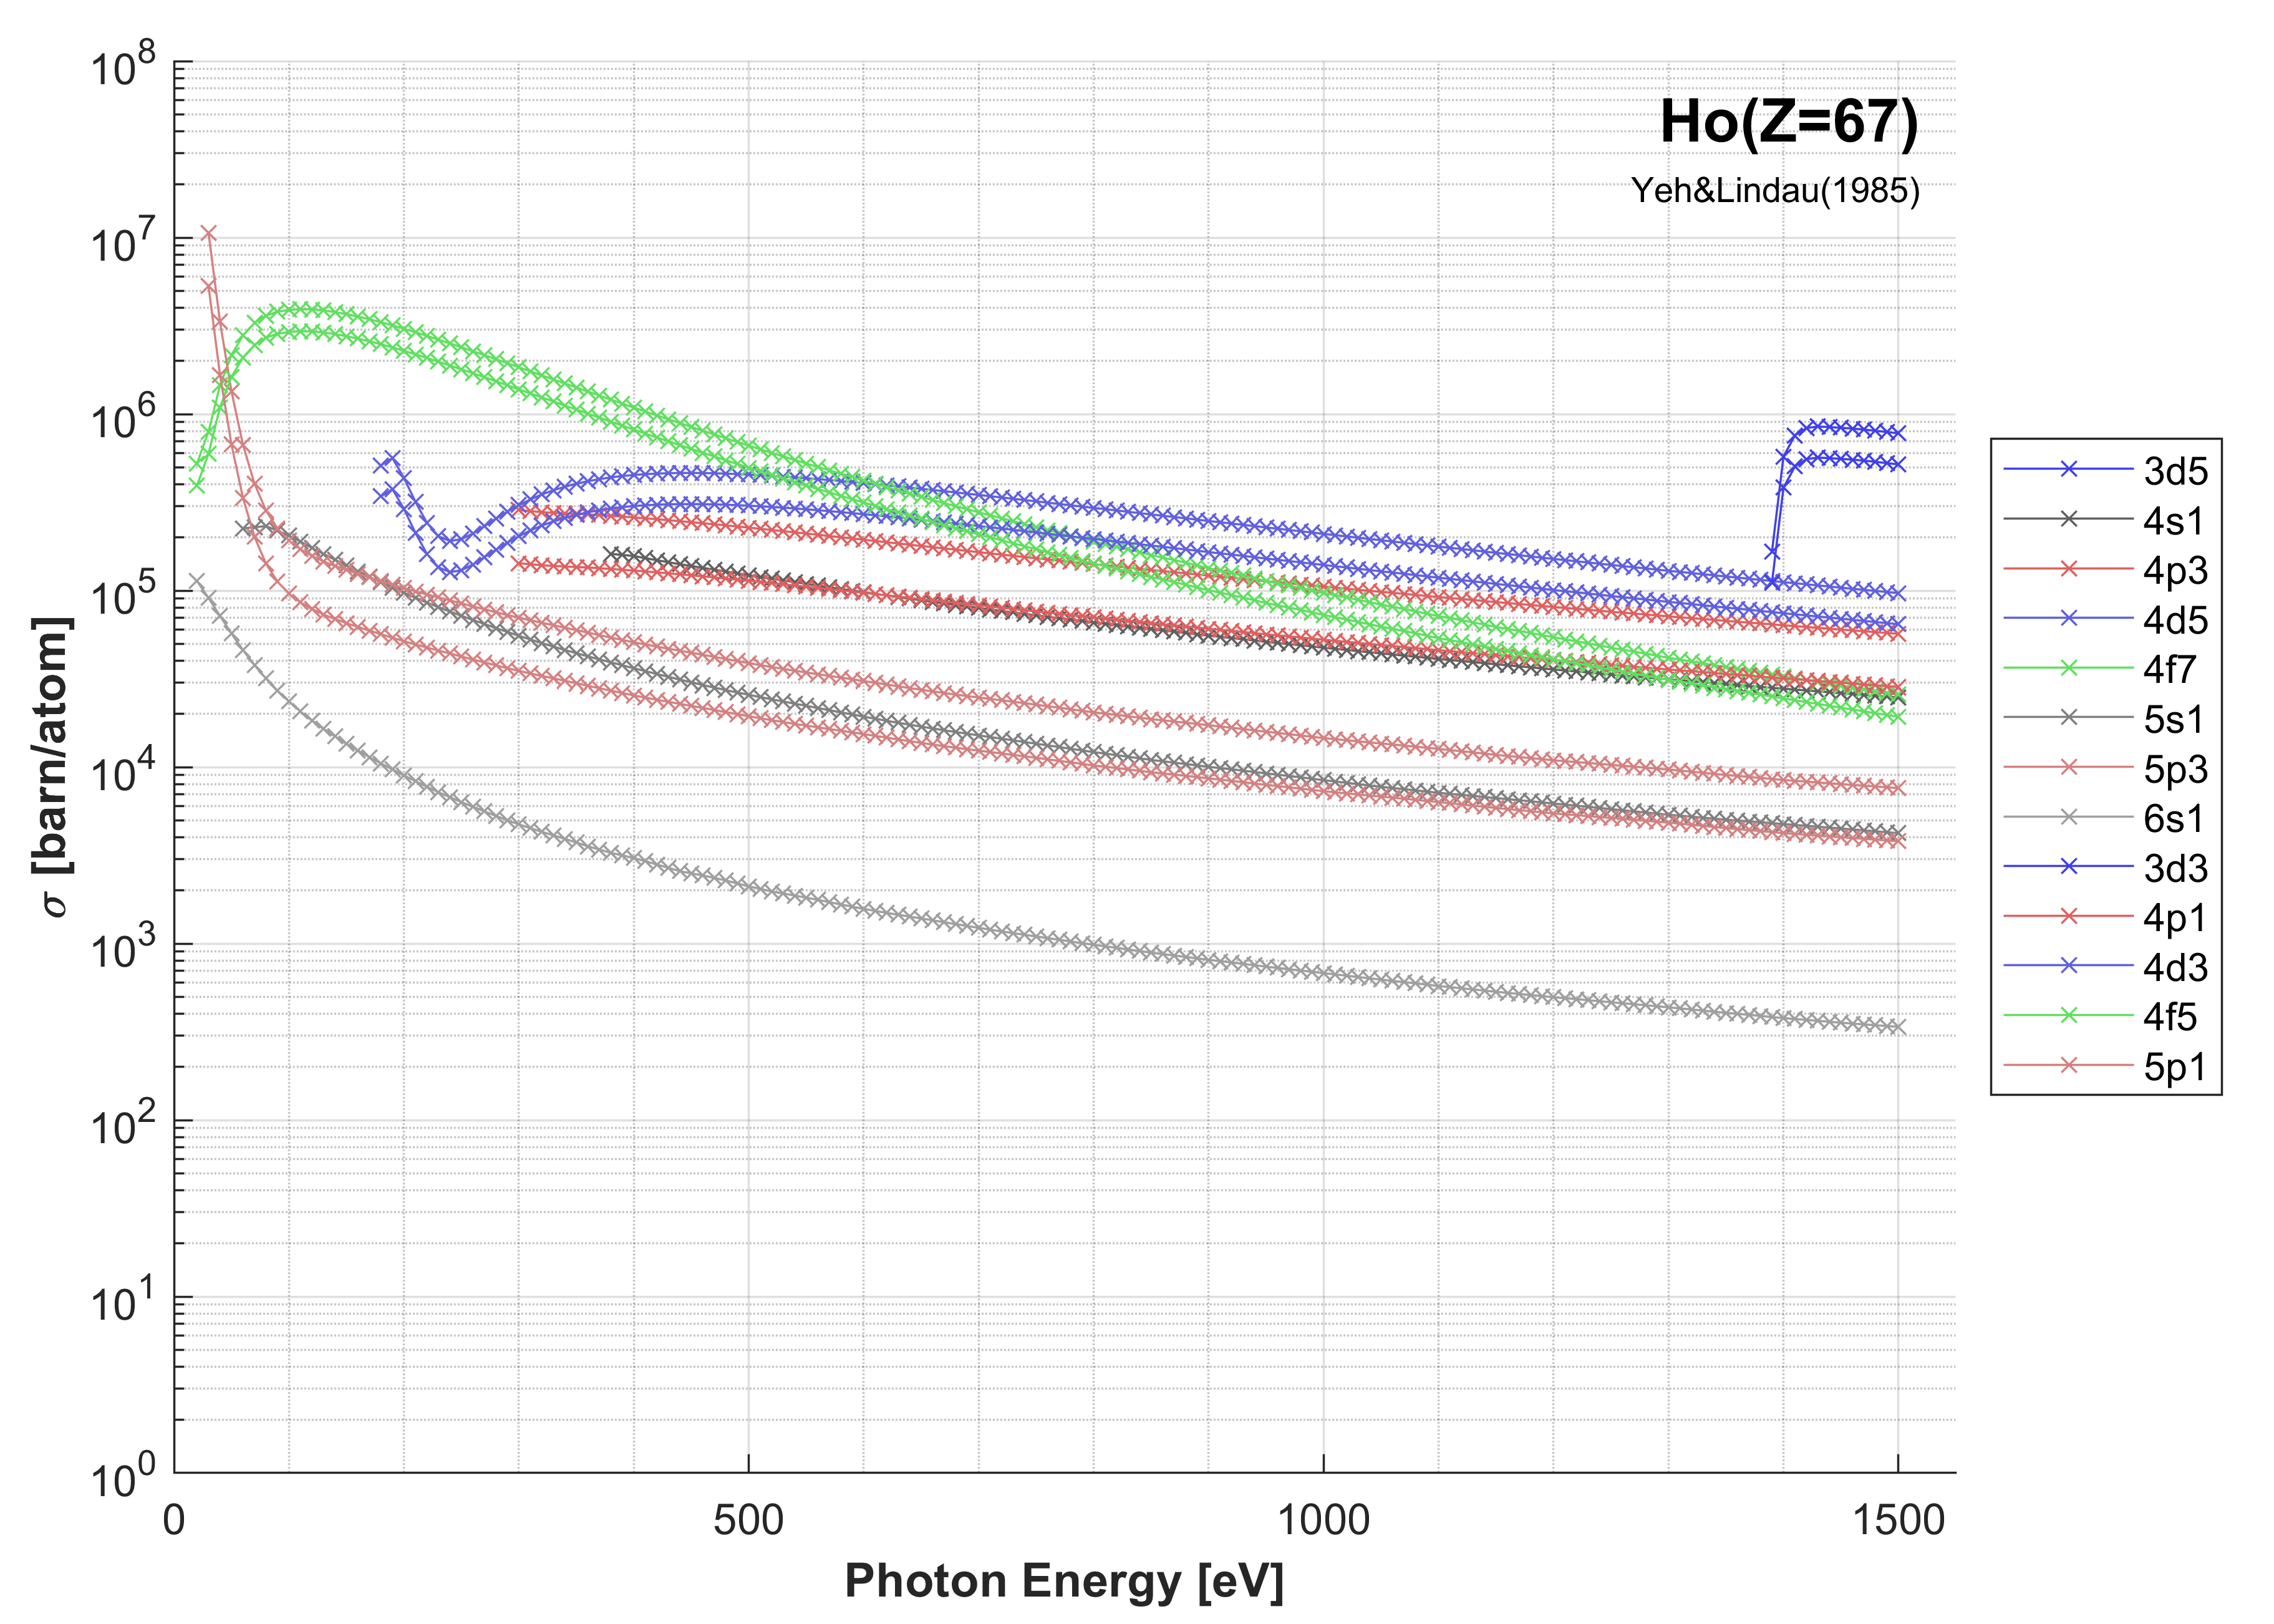 Ho(Z=67)
Yeh&Lindau(1985)
10^8
10^7
10^6
10^5
10^4
10^3
10^2
10^1
10^0
σ [barn/atom]
0 500 1000 1500
Photon Energy [eV]
3d5
4s1
4p3
4d5
4f7
5s1
5p3
6s1
3d3
4p1
4d3
4f5
5p1